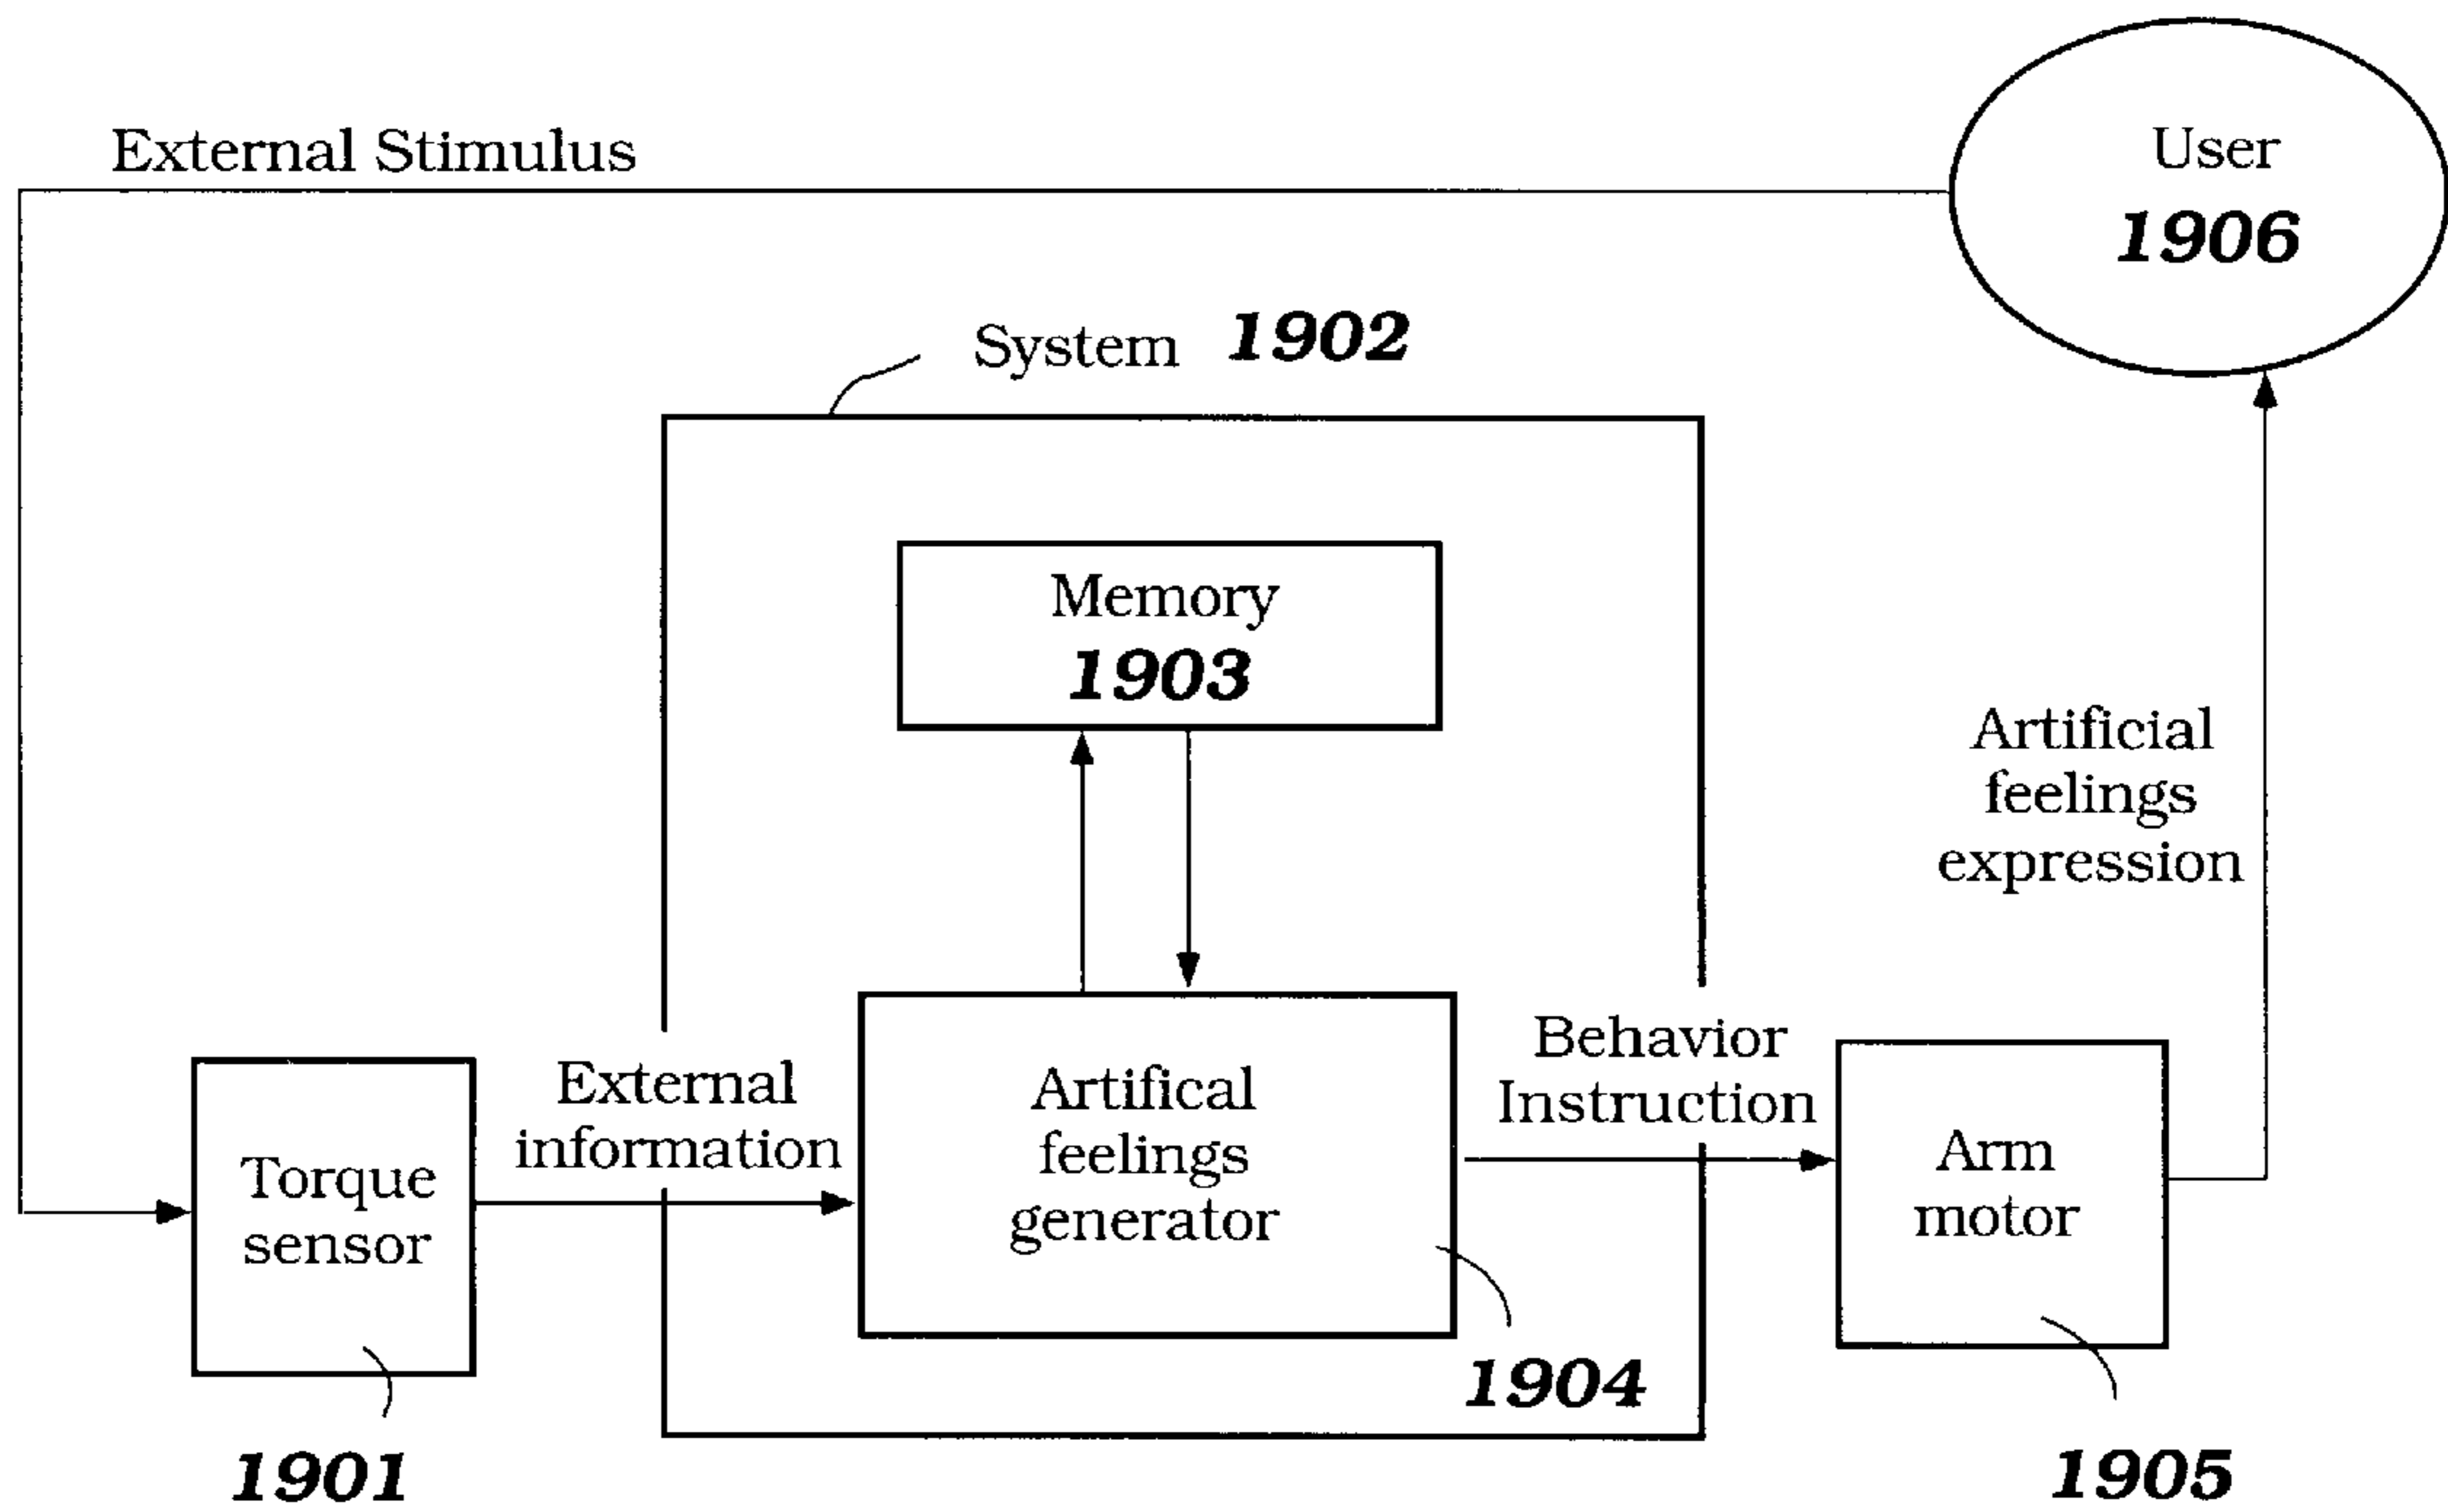 External Stimulus
User
1906
System 1902
Memory
1903
Artificial
feelings
expression
External
information
Artifical
feelings
generator
Behavior
Instruction
Torque
sensor
Arm
motor
1904
1901
1905